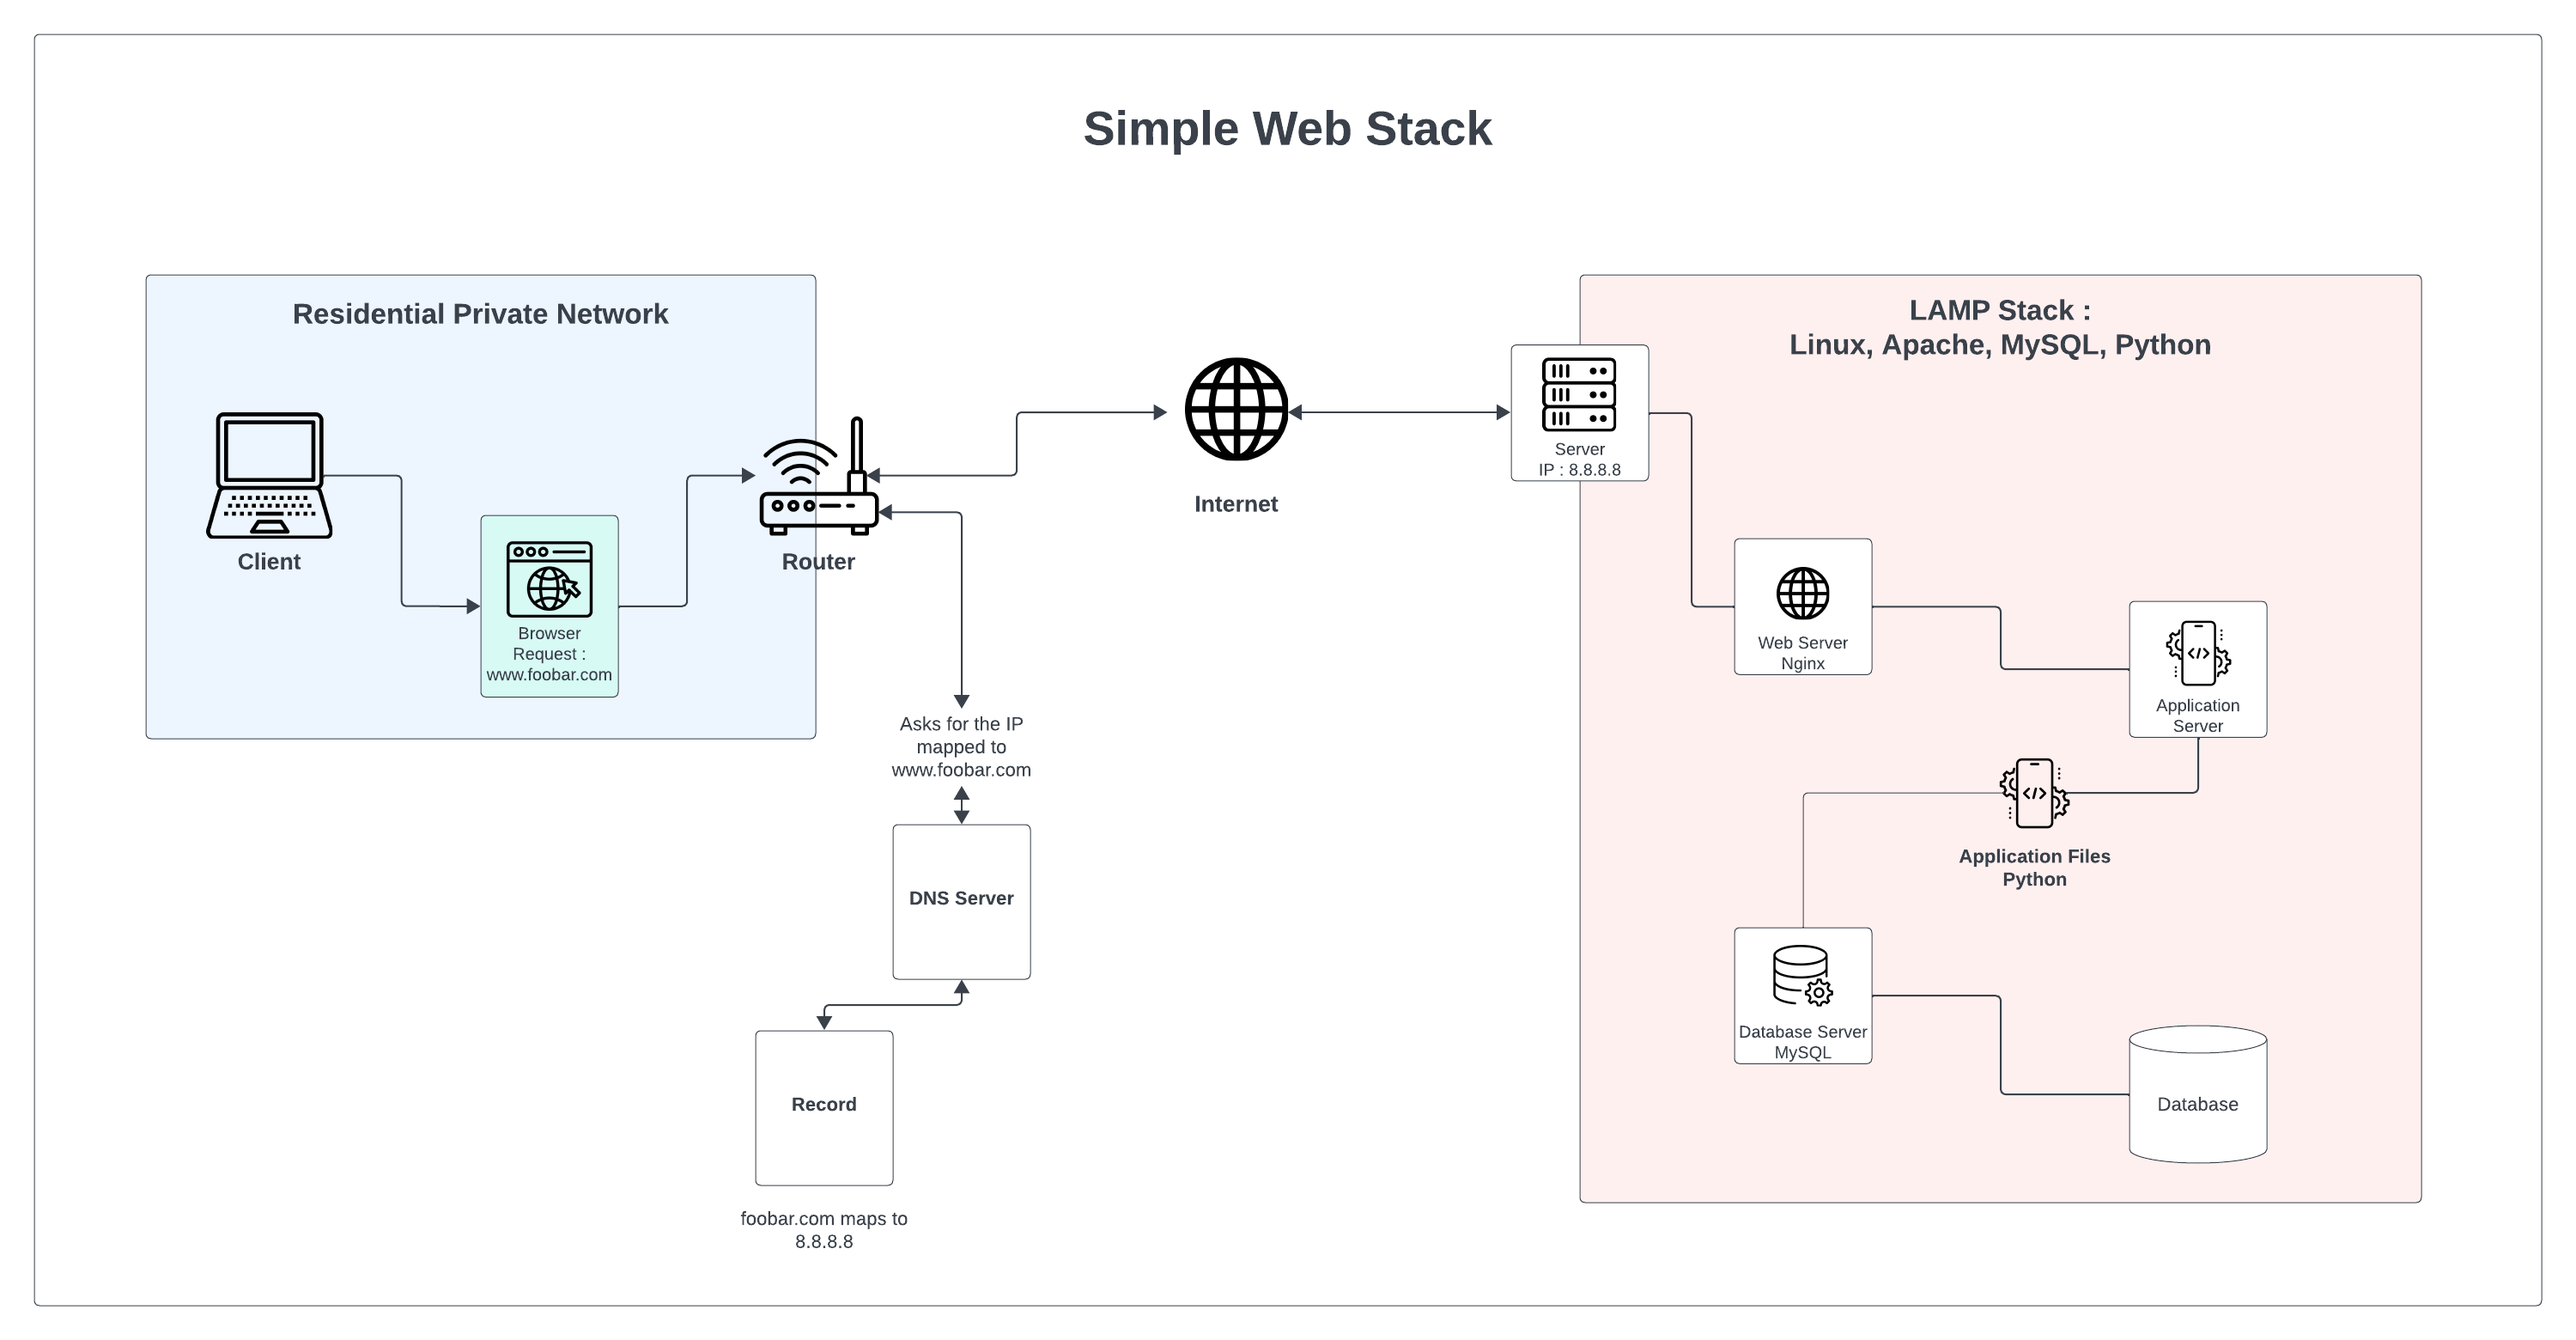 Simple Web Stack
Residential Private Network
Client
Browser
Request :
www.foobar.com
Router
Asks for the IP
mapped to
www.foobar.com
DNS Server
Record
foobar.com maps to
8.8.8.8
Internet
LAMP Stack :
Linux, Apache, MySQL, Python
Server
IP : 8.8.8.8
Web Server
Nginx
Application
Server
Application Files
Python
Database Server
MySQL
Database